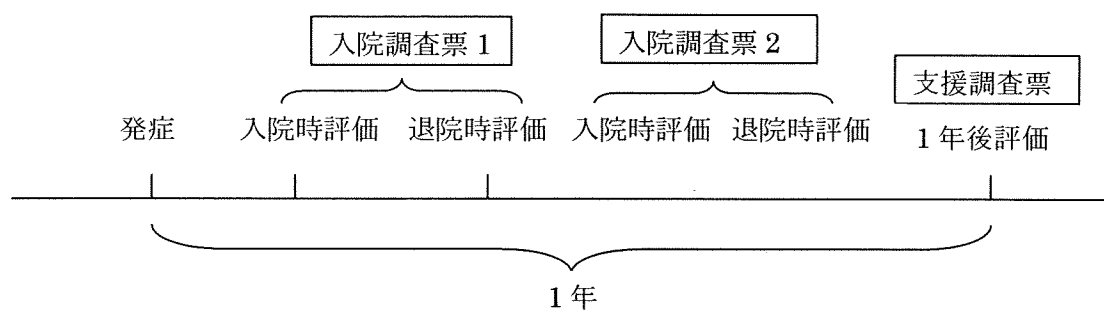 入院調査票 1
入院調査票 2
支援調査票
発症
入院時評価
退院時評価
入院時評価
退院時評価
1 年後評価
1 年